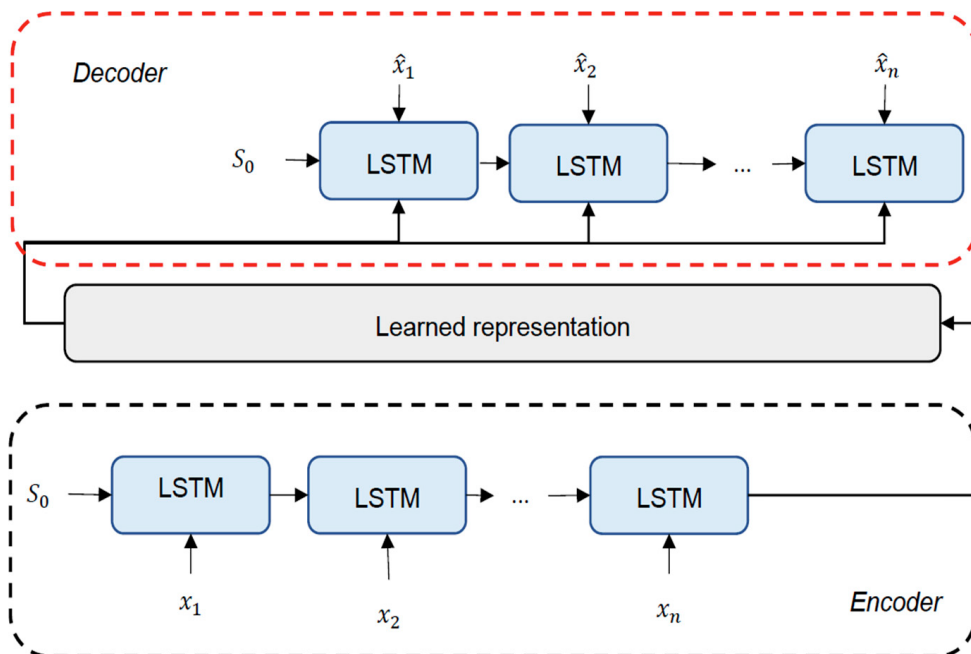 Decoder
x̂₁ x̂₂ x̂ₙ
S₀ LSTM LSTM ... LSTM
Learned representation
S₀ LSTM LSTM ... LSTM
x₁ x₂ xₙ
Encoder